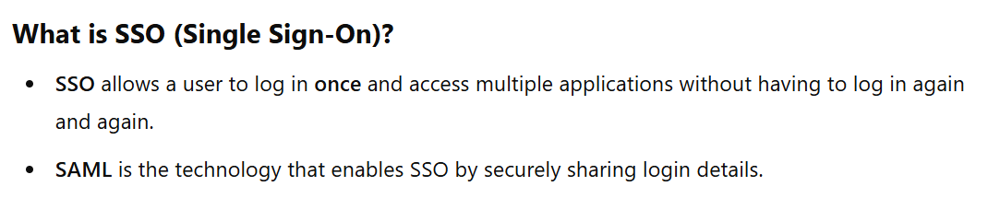 What is SSO (Single Sign-On)?
• SSO allows a user to log in once and access multiple applications without having to log in again
and again.
• SAML is the technology that enables SSO by securely sharing login details.